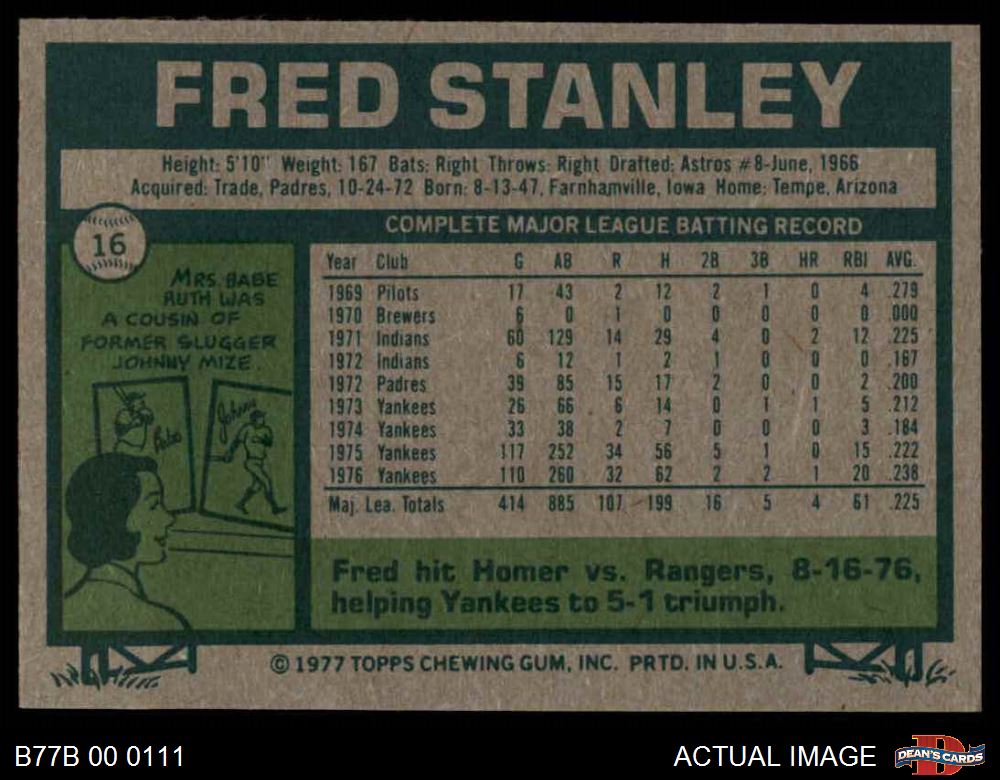 FRED STANLEY
Height: 5'10" Weight: 167 Bats: Right Throws: Right Drafted: Astros #8-June, 1966
Acquired: Trade, Padres, 10-24-72 Born: 8-13-47, Farnhamville, Iowa Home: Tempe, Arizona
16
MRS. BABE
RUTH WAS
A COUSIN OF
FORMER SLUGGER
JOHNNY MIZE.
Babe
Johnny
COMPLETE MAJOR LEAGUE BATTING RECORD
Year Club G AB R H 2B 3B HR RBI AVG.
1969 Pilots 17 43 2 12 2 1 0 4 .279
1970 Brewers 6 0 1 0 0 0 0 0 .000
1971 Indians 60 129 14 29 4 0 2 12 .225
1972 Indians 6 12 1 2 1 0 0 0 .167
1972 Padres 39 85 15 17 2 0 0 2 .200
1973 Yankees 26 66 6 14 0 1 1 5 .212
1974 Yankees 33 38 2 7 0 0 0 3 .184
1975 Yankees 117 252 34 56 5 1 0 15 .222
1976 Yankees 110 260 32 62 2 2 1 20 .238
Maj. Lea. Totals 414 885 107 199 16 5 4 61 .225
Fred hit Homer vs. Rangers, 8-16-76,
helping Yankees to 5-1 triumph.
© 1977 TOPPS CHEWING GUM, INC. PRTD. IN U.S.A.
B77B 00 0111
ACTUAL IMAGE
D
DEAN'S CARDS